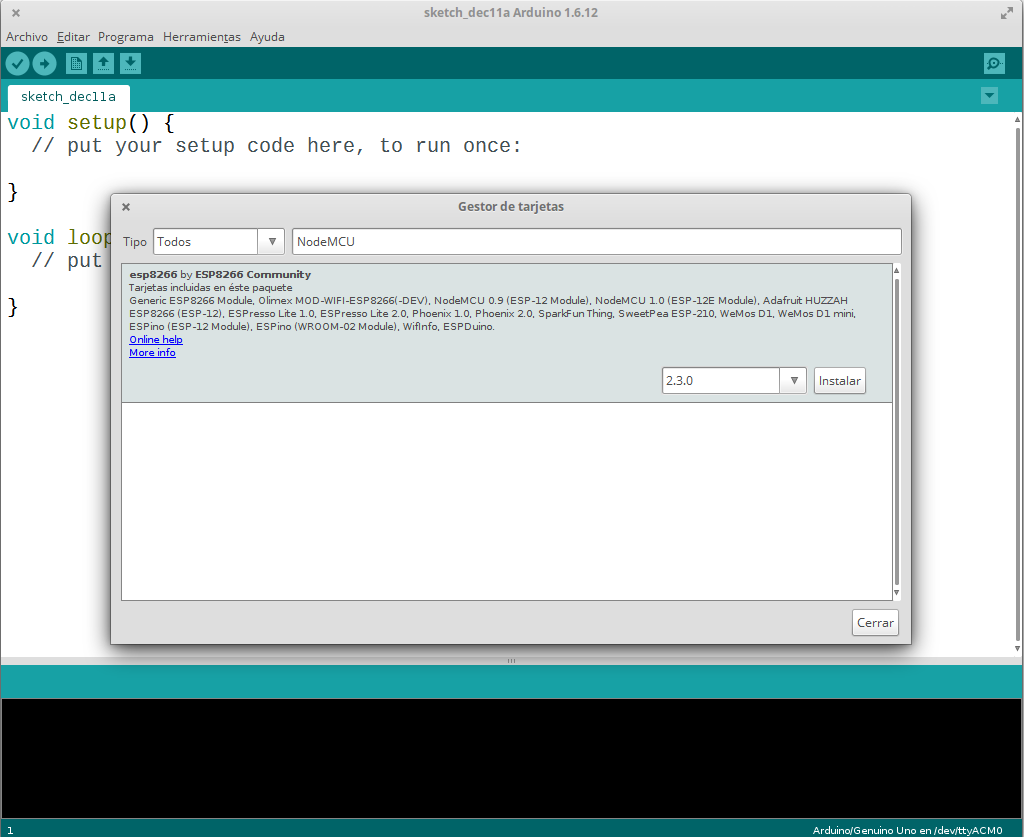 sketch_dec11a Arduino 1.6.12
Archivo Editar Programa Herramientas Ayuda
sketch_dec11a
void setup() {
// put your setup code here, to run once:
}
void loop
// put
}
Gestor de tarjetas
Tipo Todos NodeMCU
esp8266 by ESP8266 Community
Tarjetas incluidas en éste paquete
Generic ESP8266 Module, Olimex MOD-WIFI-ESP8266(-DEV), NodeMCU 0.9 (ESP-12 Module), NodeMCU 1.0 (ESP-12E Module), Adafruit HUZZAH
ESP8266 (ESP-12), ESPresso Lite 1.0, ESPresso Lite 2.0, Phoenix 1.0, Phoenix 2.0, SparkFun Thing, SweetPea ESP-210, WeMos D1, WeMos D1 mini,
ESPino (ESP-12 Module), ESPino (WROOM-02 Module), WifInfo, ESPDuino.
Online help
More info
2.3.0 Instalar
Cerrar
1 Arduino/Genuino Uno en /dev/ttyACM0